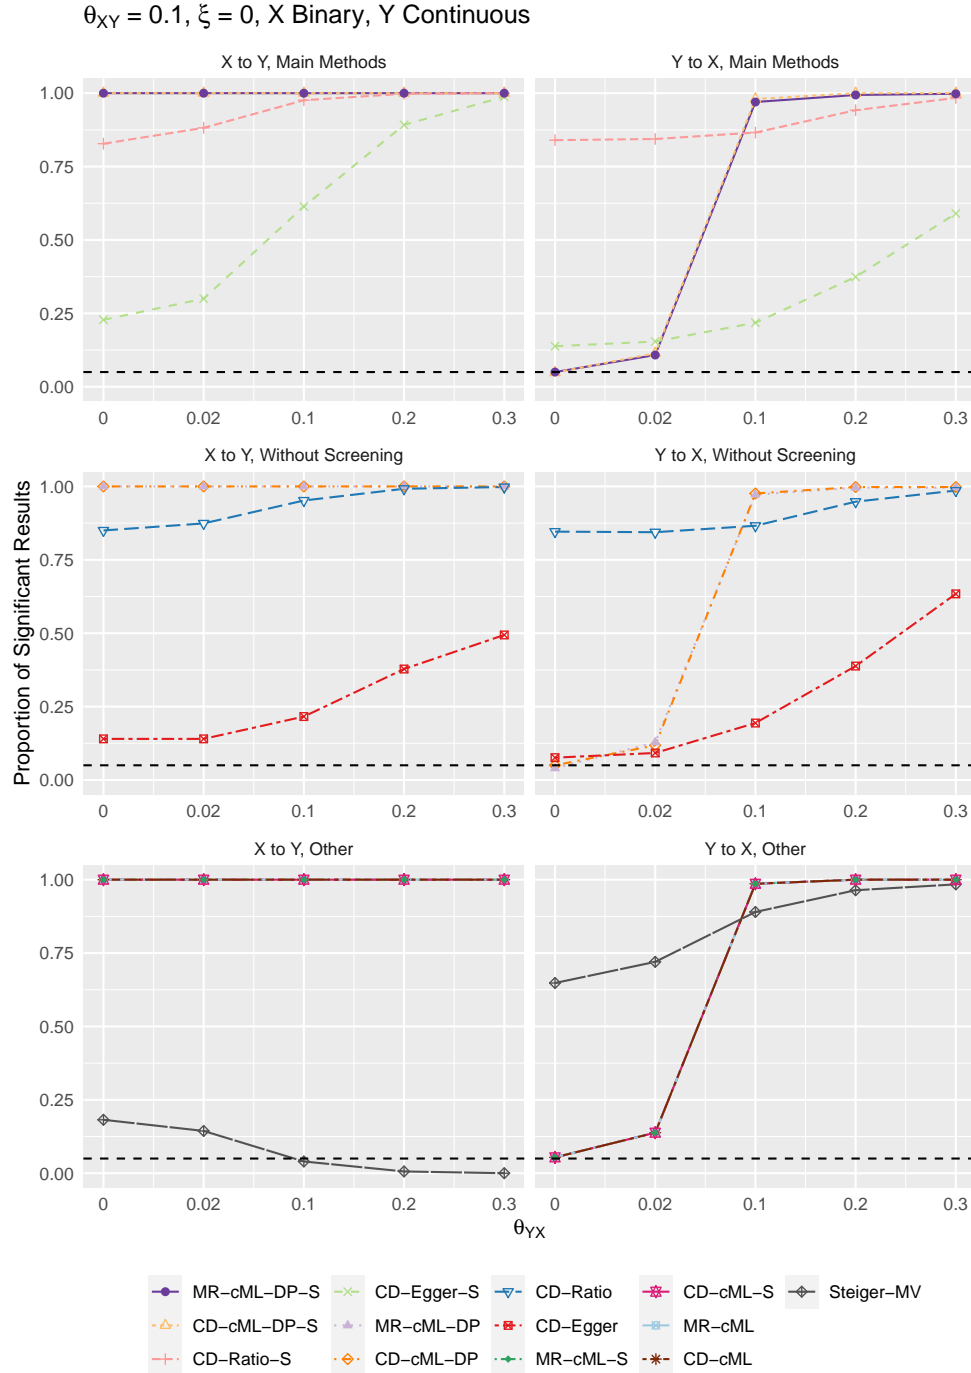 θXY = 0.1, ξ = 0, X Binary, Y Continuous
X to Y, Main Methods
Y to X, Main Methods
1.00
0.75
0.50
0.25
0.00
0 0.02 0.1 0.2 0.3
0 0.02 0.1 0.2 0.3
X to Y, Without Screening
Y to X, Without Screening
Proportion of Significant Results
1.00
0.75
0.50
0.25
0.00
0 0.02 0.1 0.2 0.3
0 0.02 0.1 0.2 0.3
X to Y, Other
Y to X, Other
1.00
0.75
0.50
0.25
0.00
0 0.02 0.1 0.2 0.3
0 0.02 0.1 0.2 0.3
θYX
MR−cML−DP−S
CD−cML−DP−S
CD−Ratio−S
CD−Egger−S
MR−cML−DP
CD−cML−DP
CD−Ratio
CD−Egger
MR−cML−S
CD−cML−S
MR−cML
CD−cML
Steiger−MV